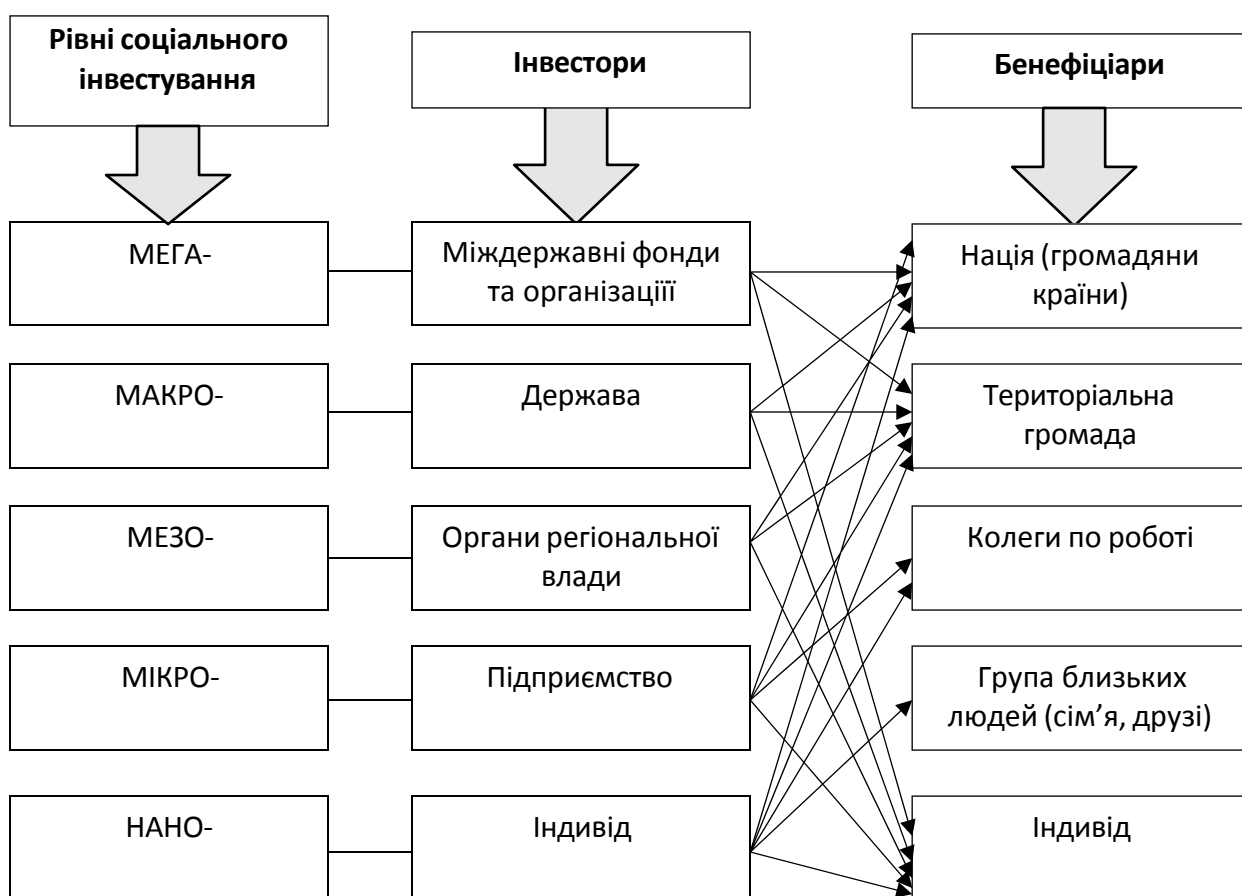 Рівні соціального
інвестування
Інвестори
Бенефіціари
МЕГА-
Міждержавні фонди
та організаціїї
Нація (громадяни
країни)
МАКРО-
Держава
Територіальна
громада
МЕЗО-
Органи регіональної
влади
Колеги по роботі
МІКРО-
Підприємство
Група близьких
людей (сім’я, друзі)
НАНО-
Індивід
Індивід